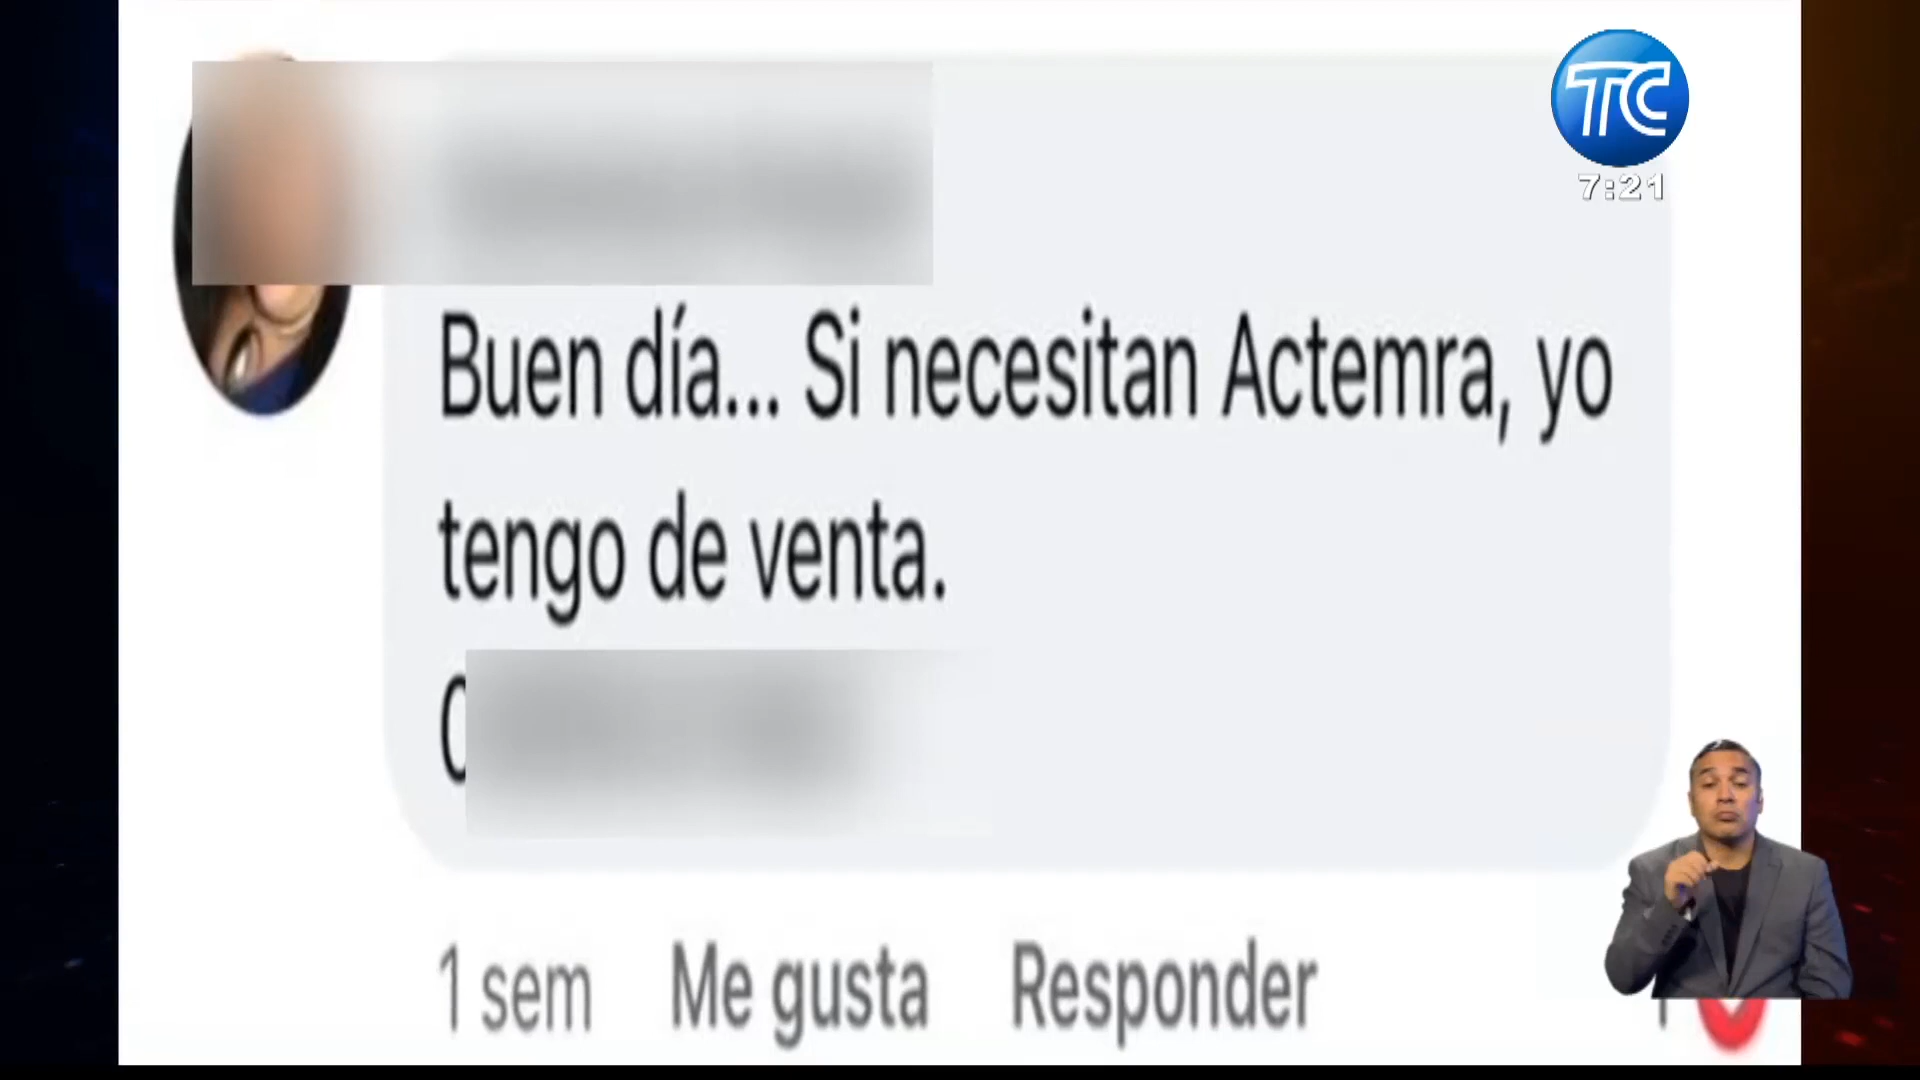 TC
7:21
Buen día... Si necesitan Actemra, yo
tengo de venta.
1 sem Me gusta Responder